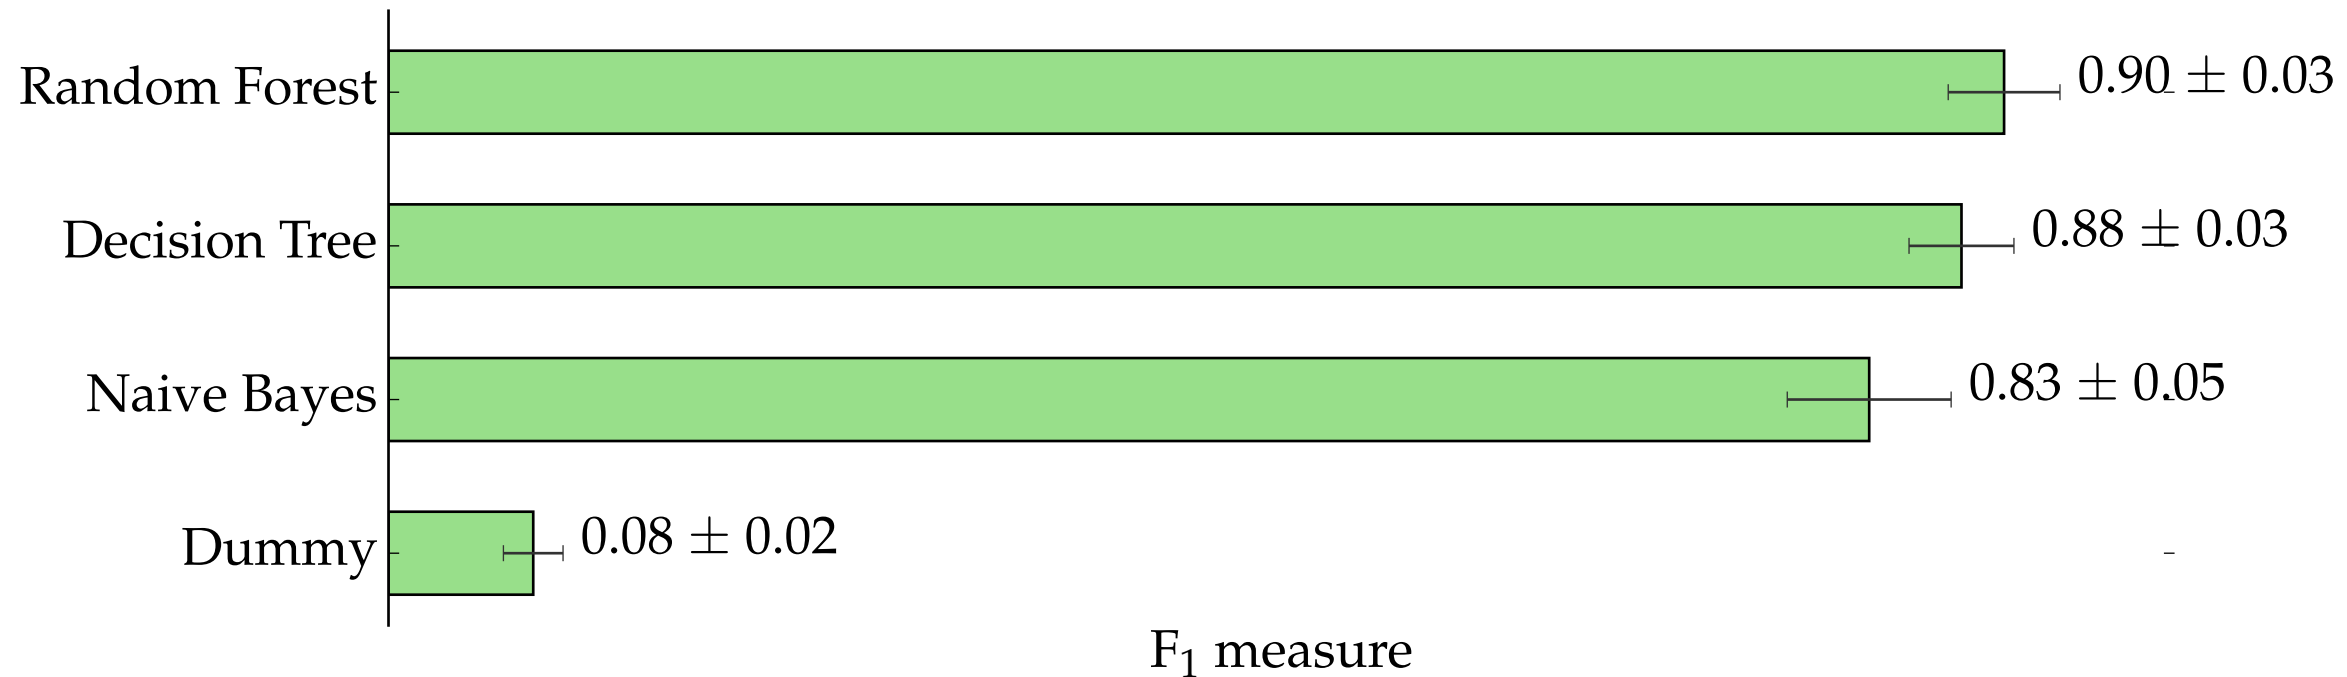 Random Forest 0.90 ± 0.03
Decision Tree 0.88 ± 0.03
Naive Bayes 0.83 ± 0.05
Dummy 0.08 ± 0.02
F₁ measure